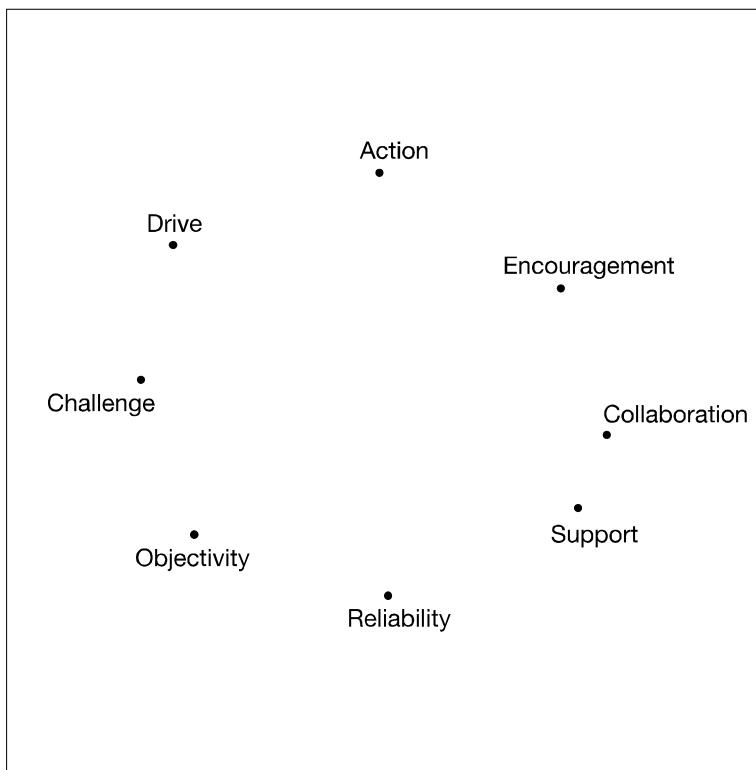 Action
Drive
Encouragement
Challenge
Collaboration
Support
Objectivity
Reliability